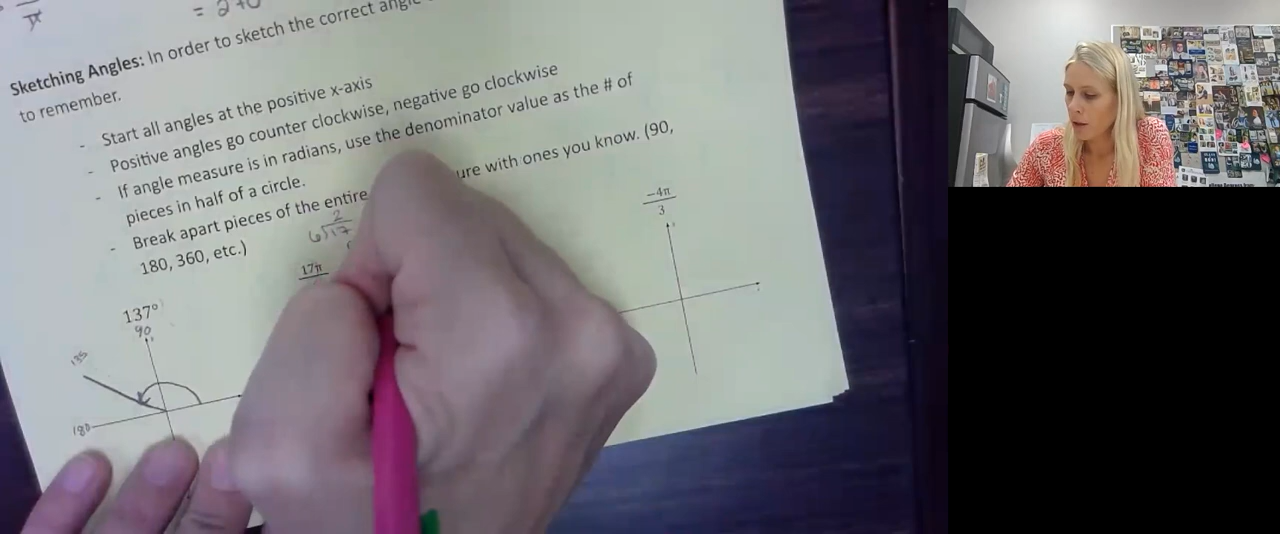 = 270
π
Sketching Angles: In order to sketch the correct angle
to remember.
- Start all angles at the positive x-axis
- Positive angles go counter clockwise, negative go clockwise
- If angle measure is in radians, use the denominator value as the # of
pieces in half of a circle.
- Break apart pieces of the entire ure with ones you know. (90,
180, 360, etc.)
2
6 17
137°
90
135
180
17π
-4π
3